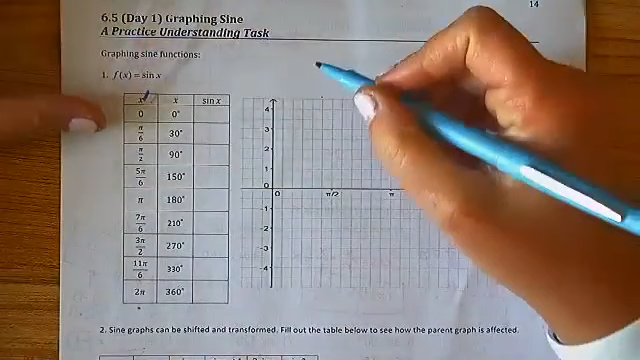 14
6.5 (Day 1) Graphing Sine
A Practice Understanding Task
Graphing sine functions:
1. f(x) = sin x
x x sin x
0 0°
π/6 30°
π/2 90°
5π/6 150°
π 180°
7π/6 210°
3π/2 270°
11π/6 330°
2π 360°
4
3
2
1
0
0 π/2 π
-1
-2
-3
-4
2. Sine graphs can be shifted and transformed. Fill out the table below to see how the parent graph is affected.